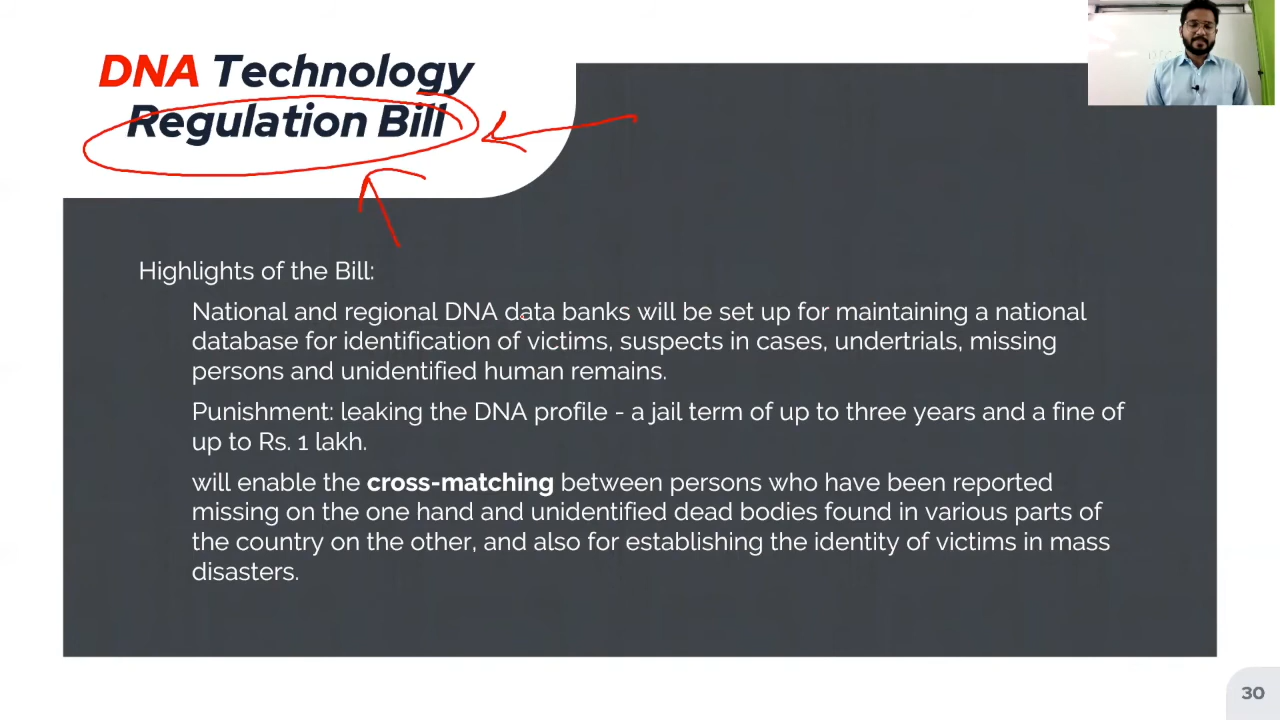 DNA Technology
Regulation Bill
Highlights of the Bill:
National and regional DNA data banks will be set up for maintaining a national
database for identification of victims, suspects in cases, undertrials, missing
persons and unidentified human remains.
Punishment: leaking the DNA profile - a jail term of up to three years and a fine of
up to Rs. 1 lakh.
will enable the cross-matching between persons who have been reported
missing on the one hand and unidentified dead bodies found in various parts of
the country on the other, and also for establishing the identity of victims in mass
disasters.
30